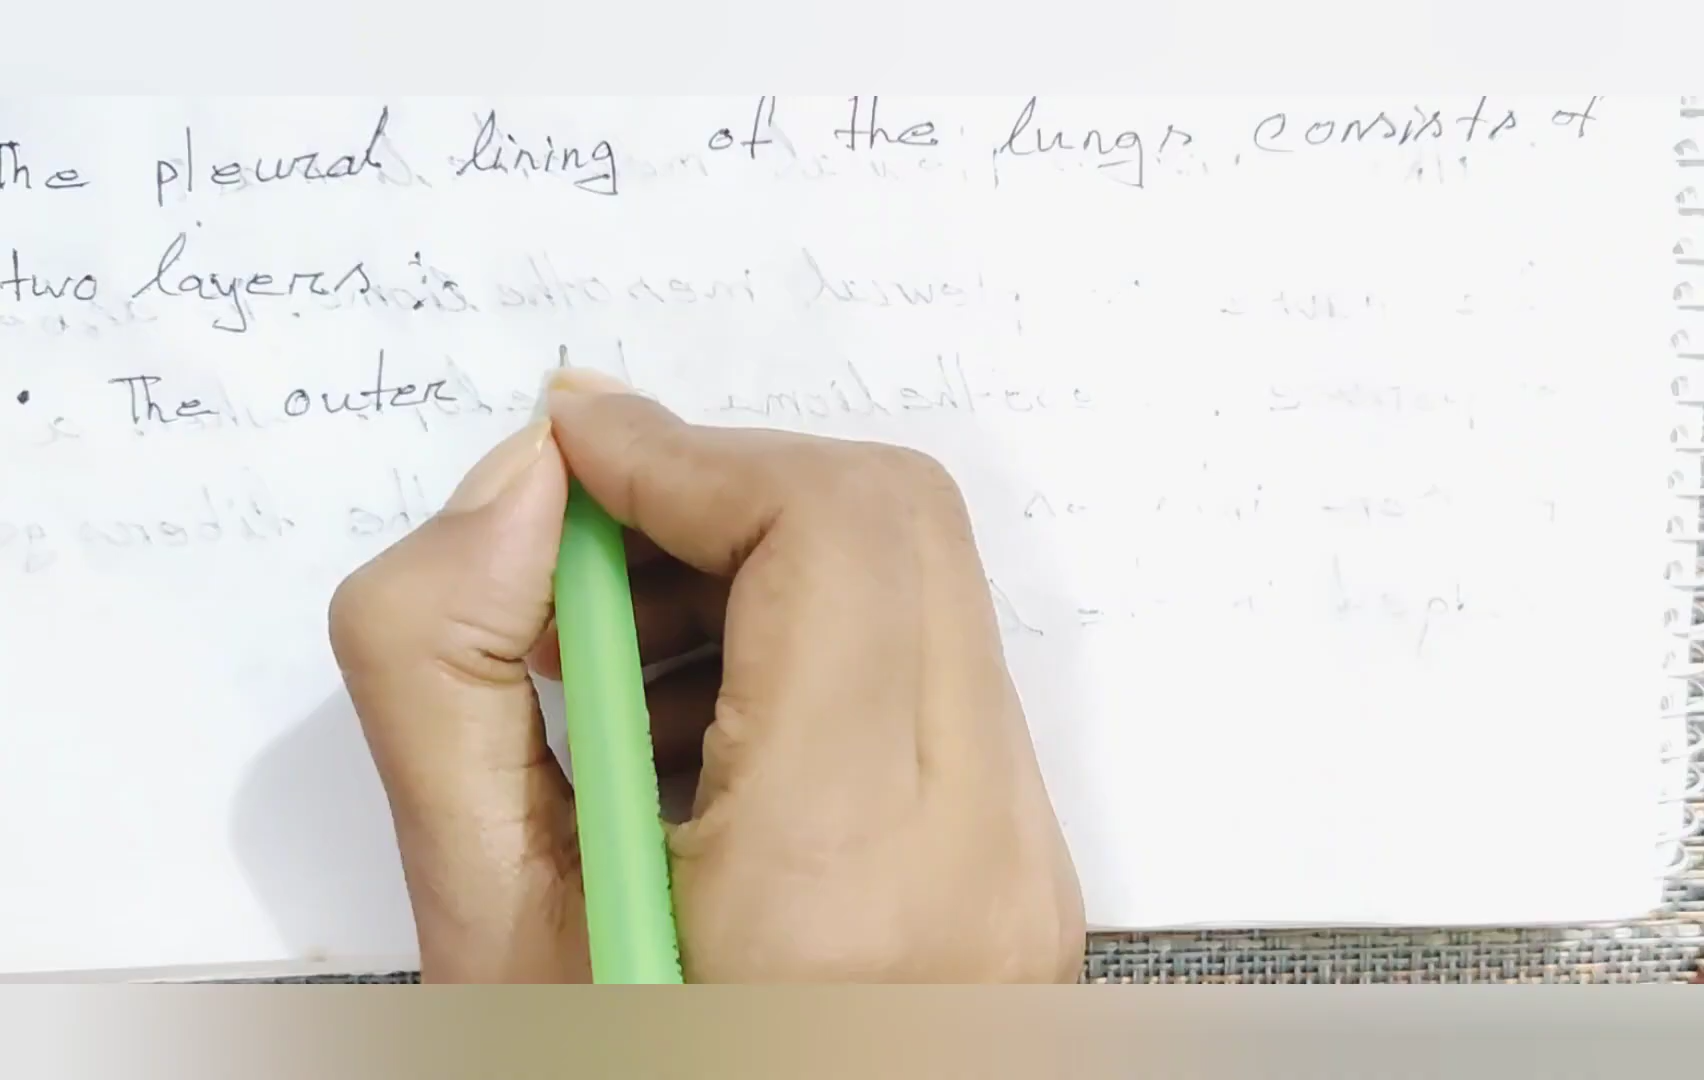 The pleural lining of the lungs consists of
two layers:
• The outer